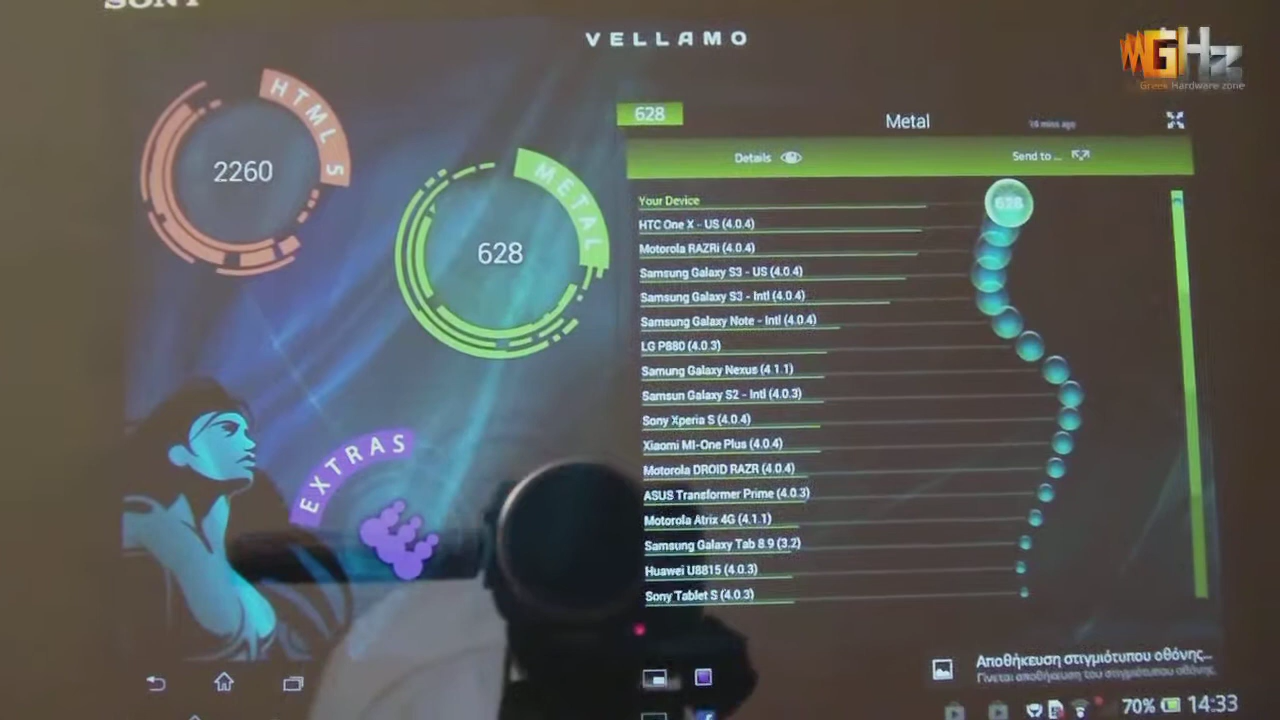 SONY
VELLAMO
GHz
Greek Hardware zone
HTML 5
2260
METAL
628
EXTRAS
628
Metal
Details
Send to ...
Your Device
628
HTC One X - US (4.0.4)
Motorola RAZRi (4.0.4)
Samsung Galaxy S3 - US (4.0.4)
Samsung Galaxy S3 - Intl (4.0.4)
Samsung Galaxy Note - Intl (4.0.4)
LG P880 (4.0.3)
Samung Galaxy Nexus (4.1.1)
Samsun Galaxy S2 - Intl (4.0.3)
Sony Xperia S (4.0.4)
Xiaomi MI-One Plus (4.0.4)
Motorola DROID RAZR (4.0.4)
ASUS Transformer Prime (4.0.3)
Motorola Atrix 4G (4.1.1)
Samsung Galaxy Tab 8.9 (3.2)
Huawei U8815 (4.0.3)
Sony Tablet S (4.0.3)
Αποθήκευση στιγμιότυπου οθόνης...
Γίνεται αποθήκευση του στιγμιότυπου οθόνης.
70% 14:33